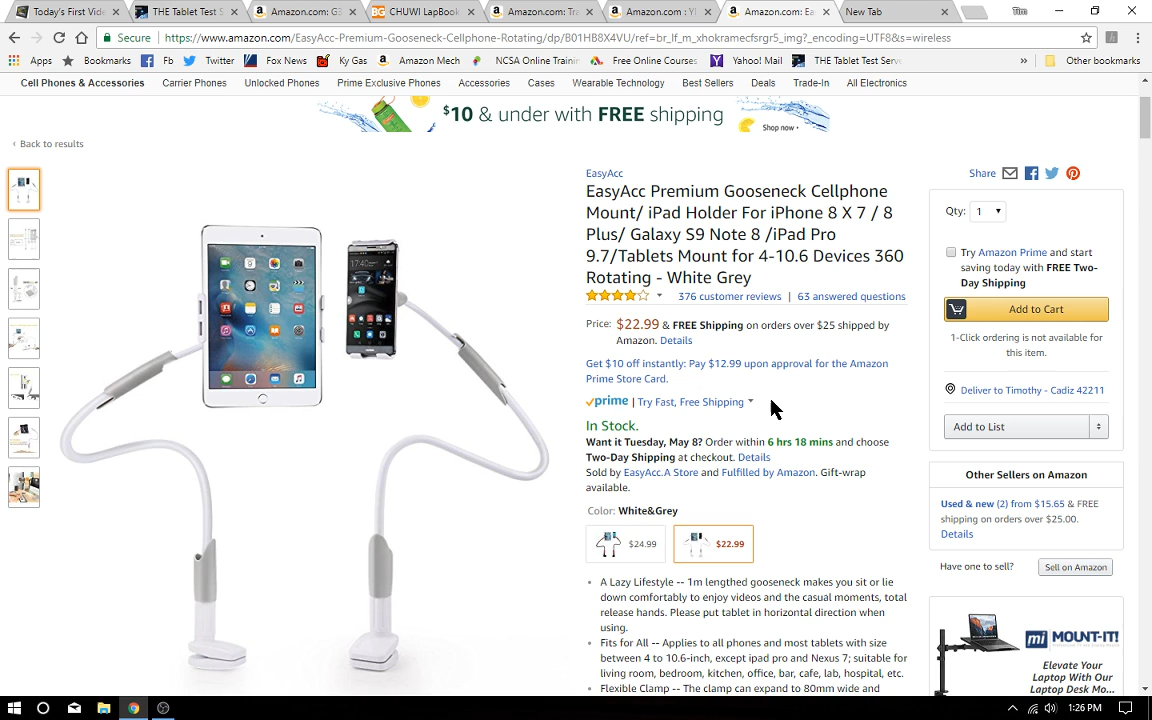 Today's First Vide
THE Tablet Test S
Amazon.com: G3
CHUWI LapBook
Amazon.com: Tra
Amazon.com : YI
Amazon.com: Ea
New Tab
Tim
Secure
https://www.amazon.com/EasyAcc-Premium-Gooseneck-Cellphone-Rotating/dp/B01HB8X4VU/ref=br_lf_m_xhokramecfsrgr5_img?_encoding=UTF8&s=wireless
Apps Bookmarks Fb Twitter Fox News Ky Gas Amazon Mech NCSA Online Trainin Free Online Courses Yahoo! Mail THE Tablet Test Serve » Other bookmarks
Cell Phones & Accessories Carrier Phones Unlocked Phones Prime Exclusive Phones Accessories Cases Wearable Technology Best Sellers Deals Trade-In All Electronics
$10 & under with FREE shipping Shop now ›
‹ Back to results
Share
EasyAcc
EasyAcc Premium Gooseneck Cellphone
Mount/ iPad Holder For iPhone 8 X 7 / 8
Plus/ Galaxy S9 Note 8 /iPad Pro
9.7/Tablets Mount for 4-10.6 Devices 360
Rotating - White Grey
376 customer reviews | 63 answered questions
Price: $22.99 & FREE Shipping on orders over $25 shipped by
Amazon. Details
Get $10 off instantly: Pay $12.99 upon approval for the Amazon
Prime Store Card.
prime | Try Fast, Free Shipping
In Stock.
Want it Tuesday, May 8? Order within 6 hrs 18 mins and choose
Two-Day Shipping at checkout. Details
Sold by EasyAcc.A Store and Fulfilled by Amazon. Gift-wrap
available.
Color: White&Grey
$24.99 $22.99
A Lazy Lifestyle -- 1m lengthed gooseneck makes you sit or lie
down comfortably to enjoy videos and the casual moments, total
release hands. Please put tablet in horizontal direction when
using.
Fits for All -- Applies to all phones and most tablets with size
between 4 to 10.6-inch, except ipad pro and Nexus 7; suitable for
living room, bedroom, kitchen, office, bar, cafe, lab, hospital, etc.
Flexible Clamp -- The clamp can expand to 80mm wide and
Qty: 1
Try Amazon Prime and start
saving today with FREE Two-
Day Shipping
Add to Cart
1-Click ordering is not available for
this item.
Deliver to Timothy - Cadiz 42211
Add to List
Other Sellers on Amazon
Used & new (2) from $15.65 & FREE
shipping on orders over $25.00.
Details
Have one to sell? Sell on Amazon
mi MOUNT-IT!
Elevate Your
Laptop With Our
Laptop Desk Mo...
1:26 PM